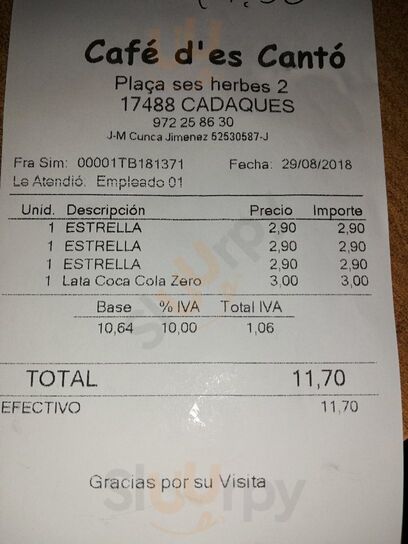 Café d'es Cantó
Plaça ses herbes 2
17488 CADAQUES
972 25 86 30
J-M Cunca Jimenez 52530587-J
Fra Sim: 00001TB181371 Fecha: 29/08/2018
Le Atendió: Empleado 01
Unid. Descripción Precio Importe
1 ESTRELLA 2,90 2,90
1 ESTRELLA 2,90 2,90
1 ESTRELLA 2,90 2,90
1 Lata Coca Cola Zero 3,00 3,00
Base % IVA Total IVA
10,64 10,00 1,06
TOTAL 11,70
EFECTIVO 11,70
Gracias por su Visita
Sluurpy